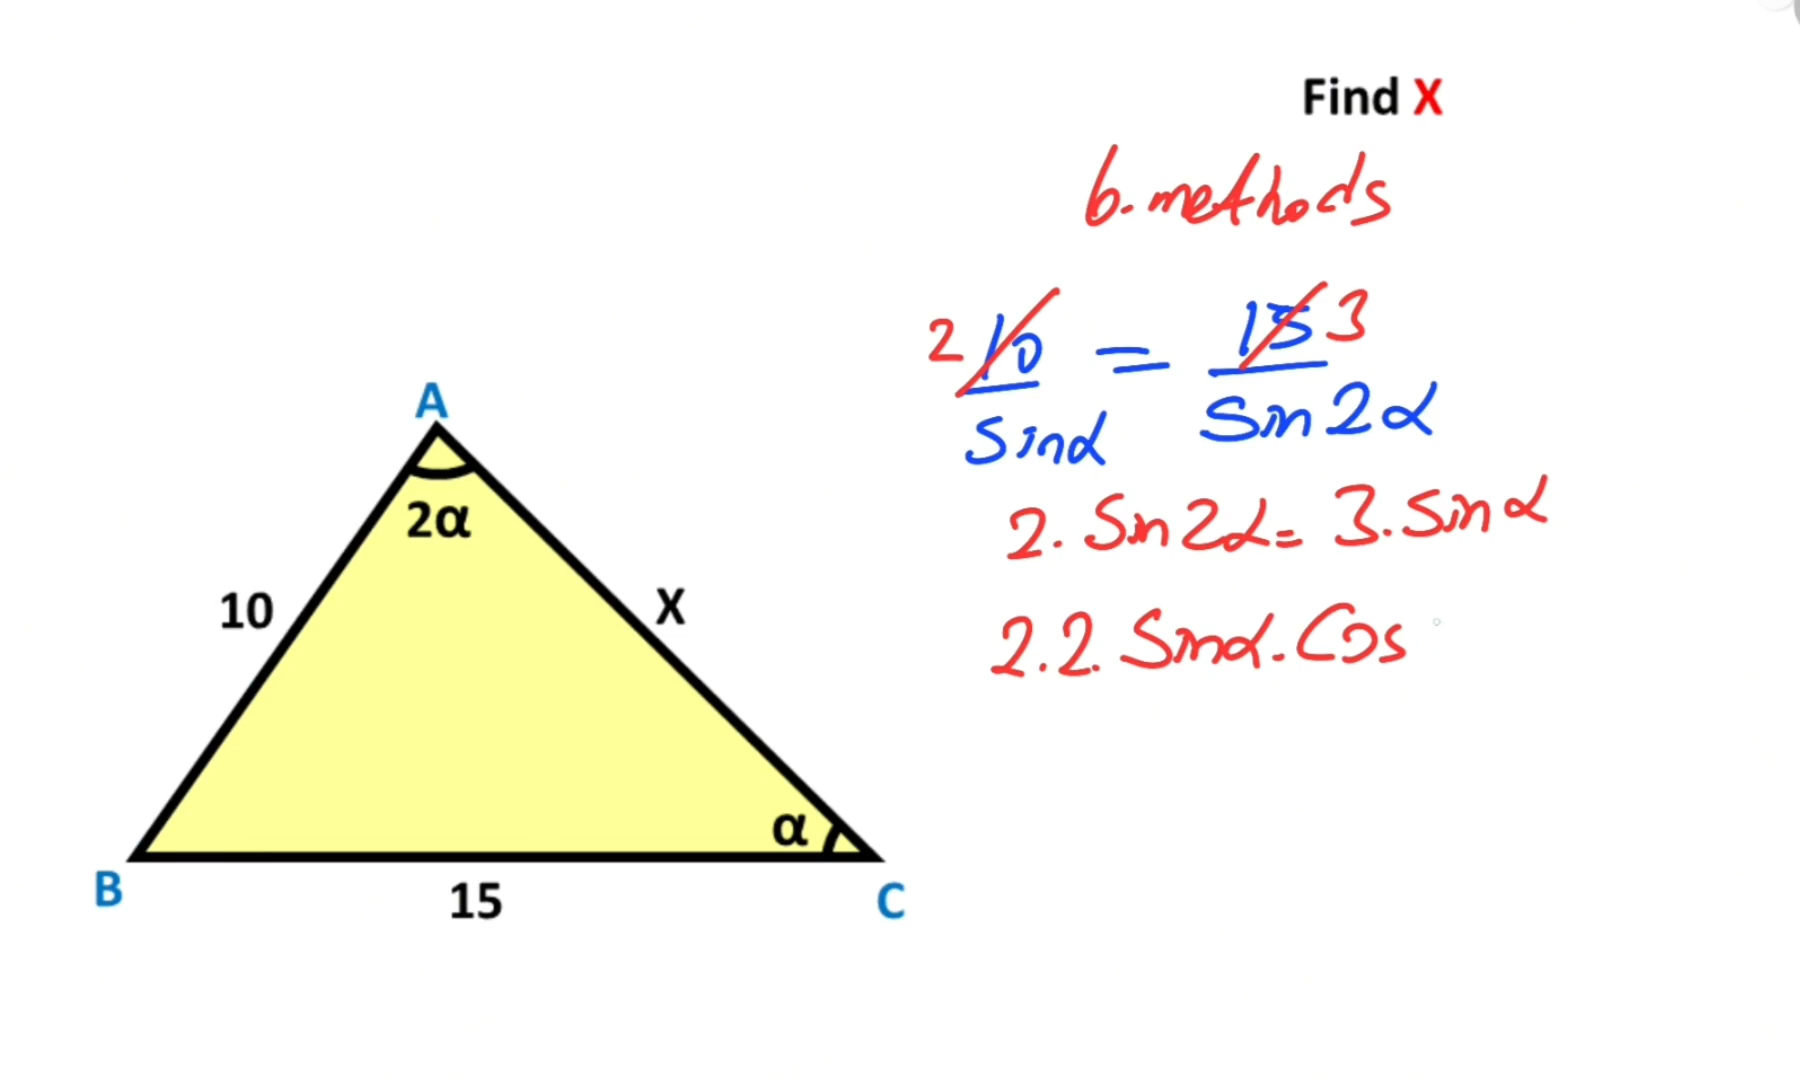 Find X
6.methods
2 10 = 15 3
Sinα Sin2α
2. Sin2α= 3.Sinα
2.2. Sinα.Cos
A
2α
10
X
α
B
15
C